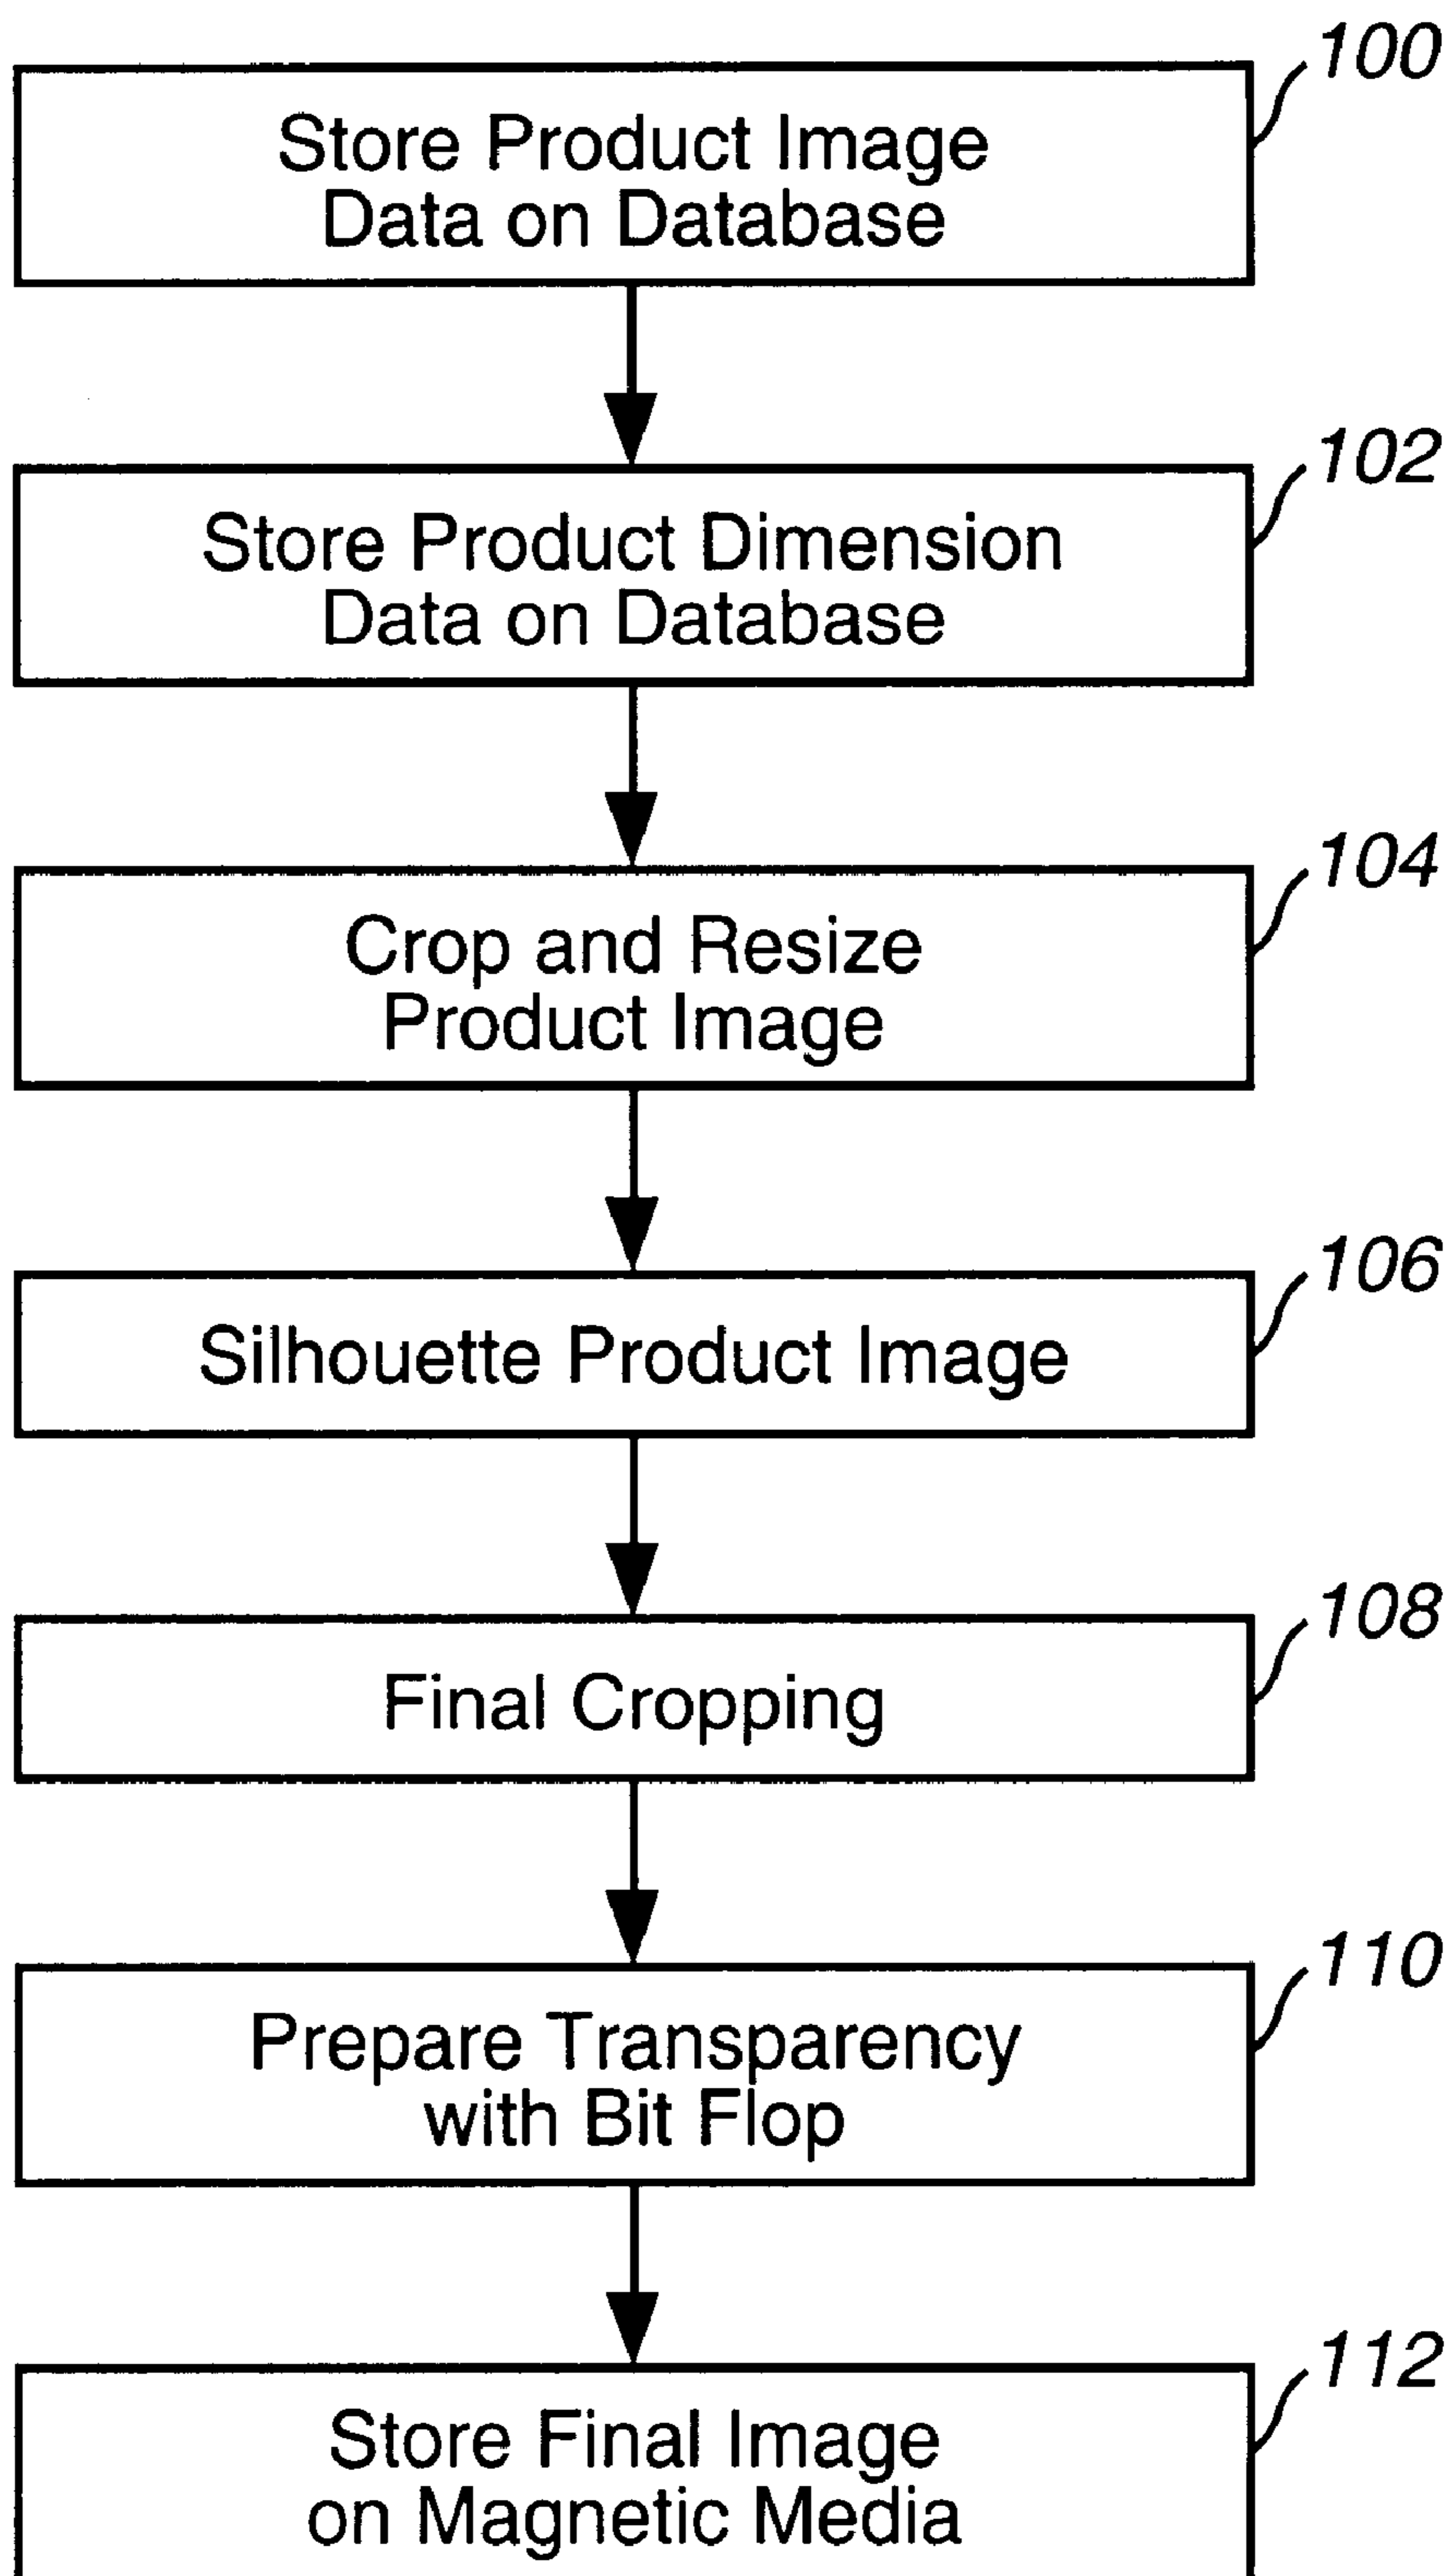 100
Store Product Image
Data on Database
102
Store Product Dimension
Data on Database
104
Crop and Resize
Product Image
106
Silhouette Product Image
108
Final Cropping
110
Prepare Transparency
with Bit Flop
112
Store Final Image
on Magnetic Media